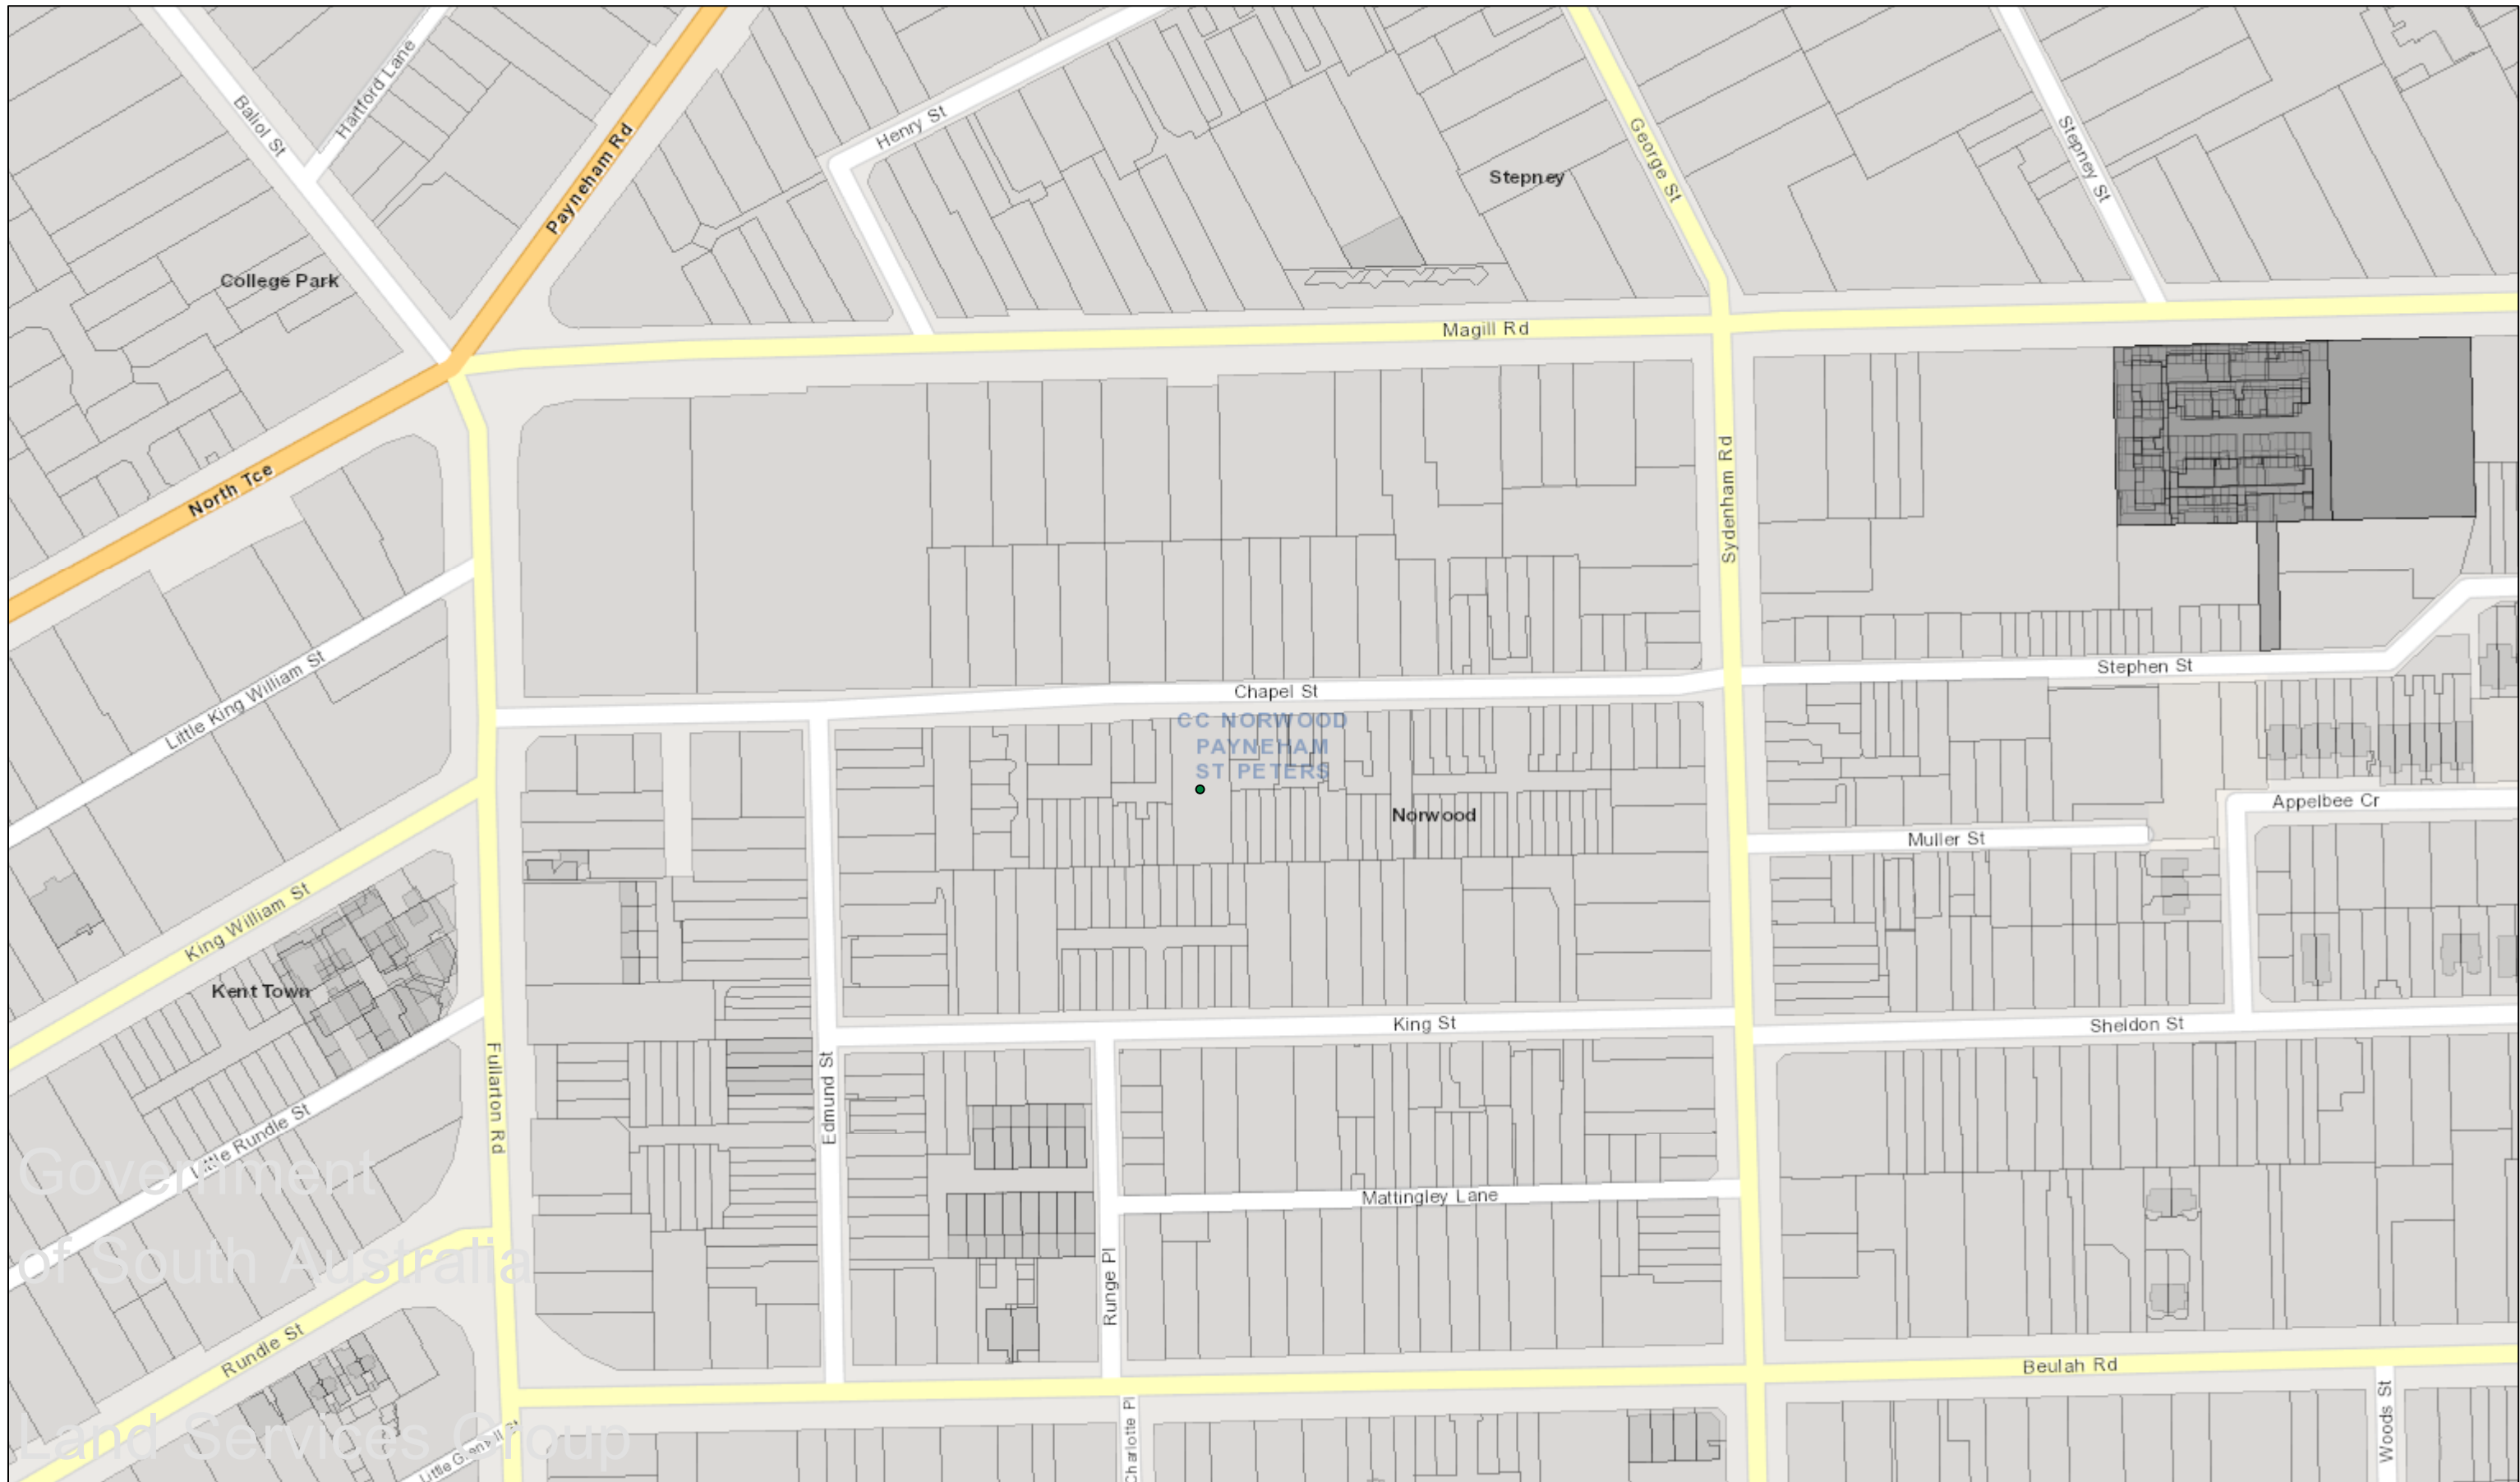 Hartford Lane
Baliol St
Payneham Rd
Henry St
George St
Stepney St
Stepney
College Park
Magill Rd
North Tce
Sydenham Rd
Little King William St
Stephen St
Chapel St
CC NORWOOD
PAYNEHAM
ST PETERS
Norwood
Appelbee Cr
Muller St
King William St
Kent Town
King St
Sheldon St
Fullarton Rd
Edmund St
Little Rundle St
Mattingley Lane
Runge Pl
Rundle St
Beulah Rd
Woods St
Charlotte Pl
Government
of South Australia
Land Services Group